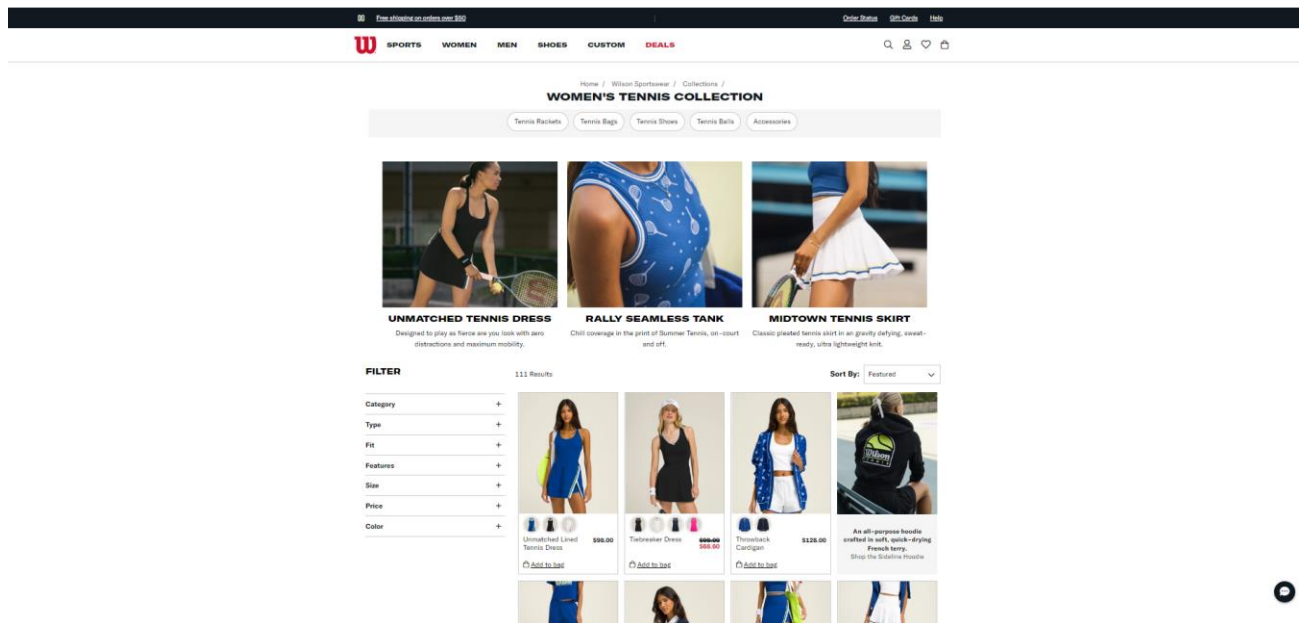 Free shipping on orders over $50
Order Status Gift Cards Help
W SPORTS WOMEN MEN SHOES CUSTOM DEALS
Home / Wilson Sportswear / Collections /
WOMEN'S TENNIS COLLECTION
Tennis Rackets Tennis Bags Tennis Shoes Tennis Balls Accessories
UNMATCHED TENNIS DRESS
Designed to play as fierce are you look with zero
distractions and maximum mobility.
RALLY SEAMLESS TANK
Chill coverage in the print of Summer Tennis, on-court
and off.
MIDTOWN TENNIS SKIRT
Classic pleated tennis skirt in an gravity defying, sweat-
ready, ultra lightweight knit.
FILTER
111 Results
Sort By: Featured
Category +
Type +
Fit +
Features +
Size +
Price +
Color +
Unmatched Lined $98.00
Tennis Dress
Add to bag
Tiebreaker Dress $98.00
$68.60
Add to bag
Throwback $128.00
Cardigan
Add to bag
Wilson
TENNIS
An all-purpose hoodie
crafted in soft, quick-drying
French terry.
Shop the Sideline Hoodie